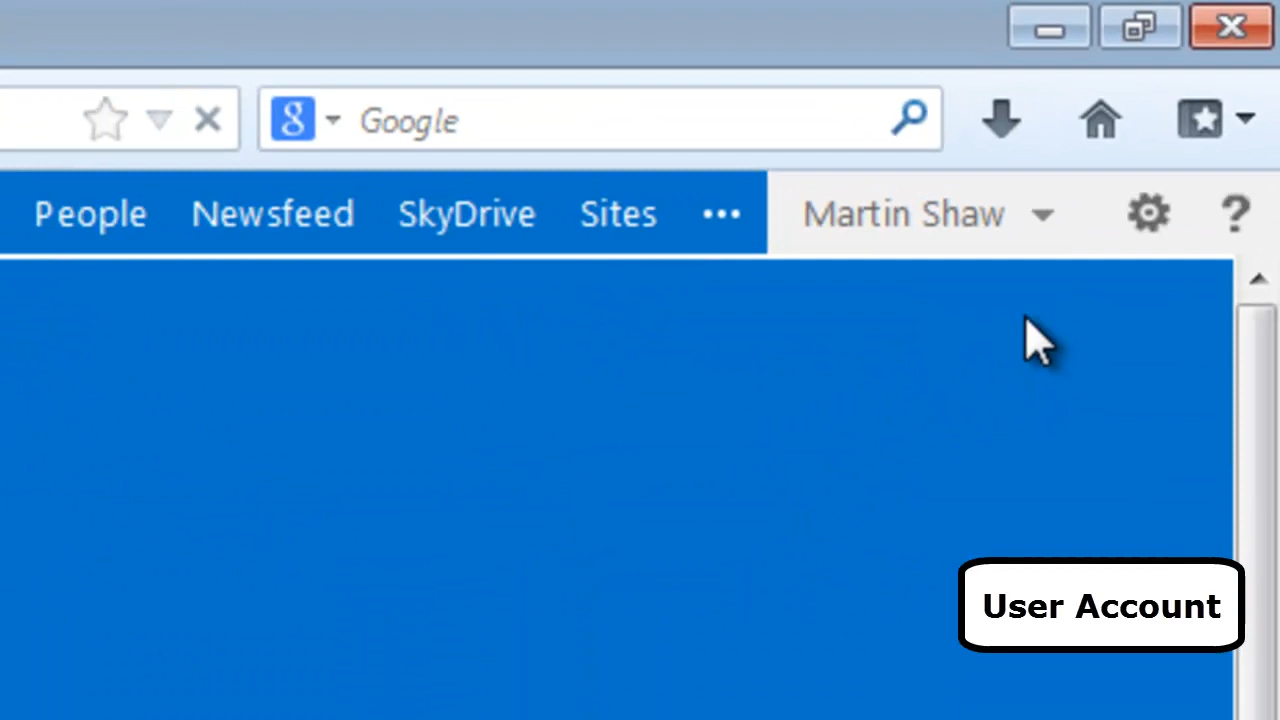 Google
People Newsfeed SkyDrive Sites ••• Martin Shaw ?
User Account